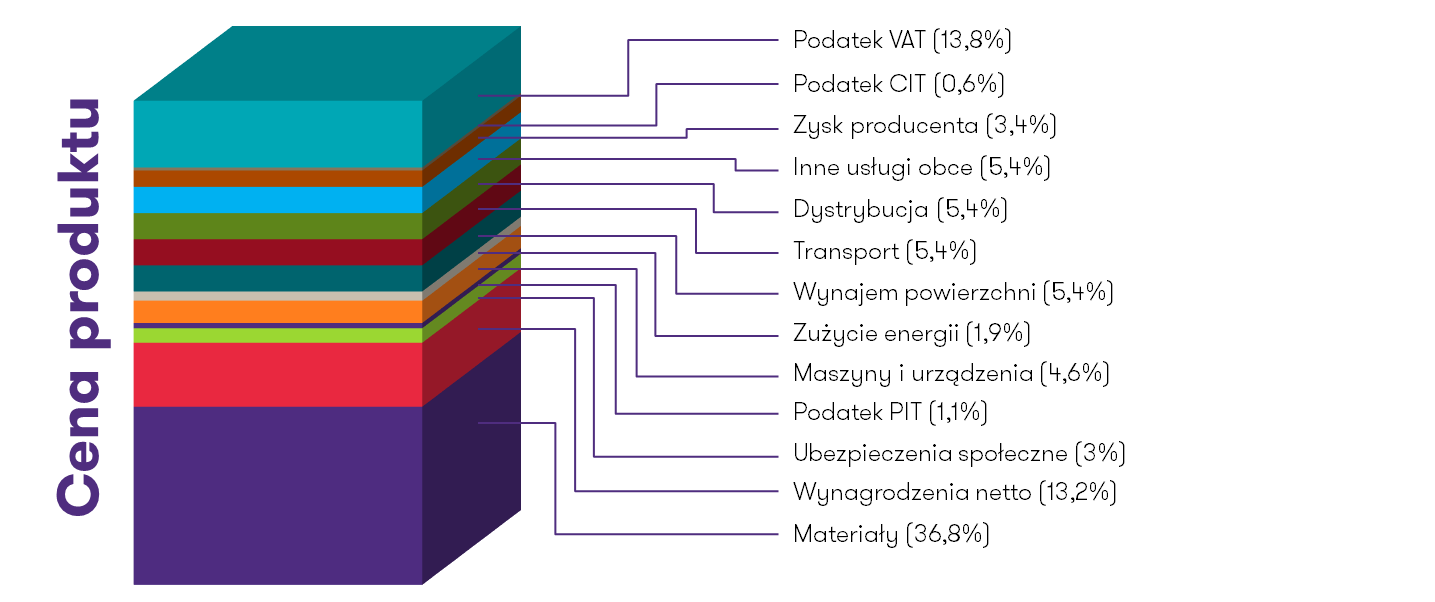 Cena produktu
Podatek VAT (13,8%)
Podatek CIT (0,6%)
Zysk producenta (3,4%)
Inne usługi obce (5,4%)
Dystrybucja (5,4%)
Transport (5,4%)
Wynajem powierzchni (5,4%)
Zużycie energii (1,9%)
Maszyny i urządzenia (4,6%)
Podatek PIT (1,1%)
Ubezpieczenia społeczne (3%)
Wynagrodzenia netto (13,2%)
Materiały (36,8%)